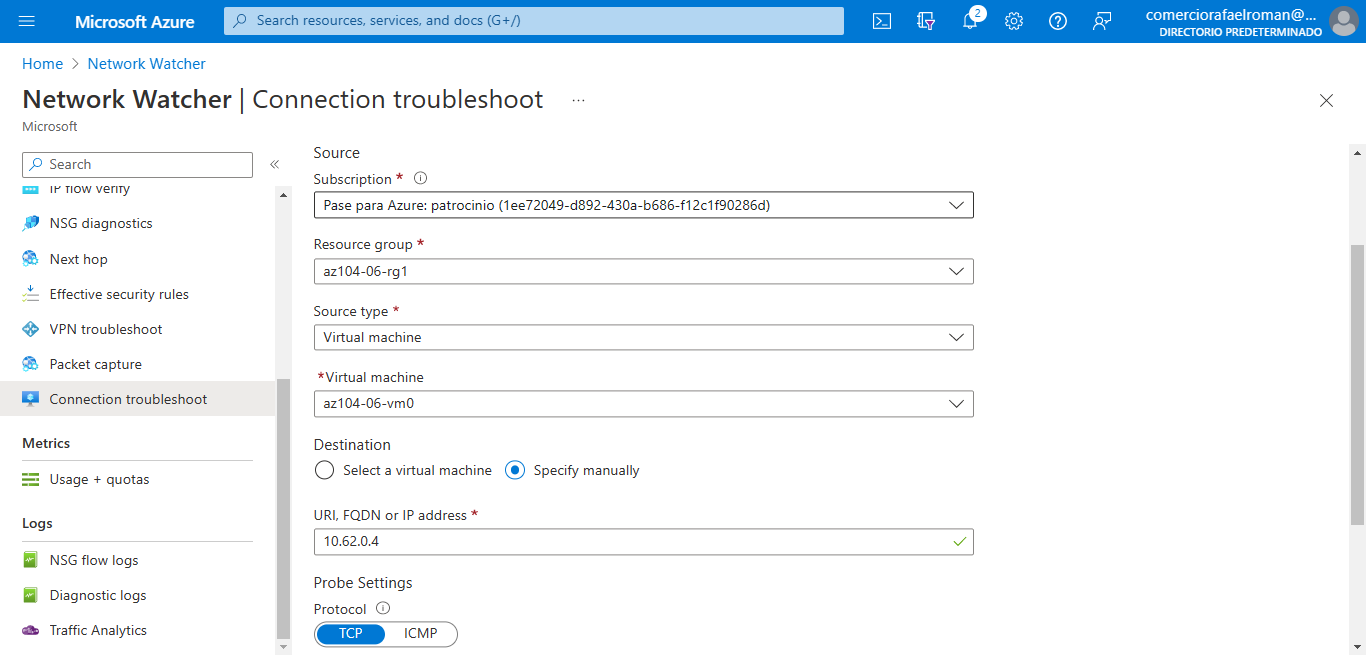 Microsoft Azure
Search resources, services, and docs (G+/)
2
comerciorafaelroman@...
DIRECTORIO PREDETERMINADO
Home > Network Watcher
Network Watcher | Connection troubleshoot ...
Microsoft
Search
«
IP flow verify
NSG diagnostics
Next hop
Effective security rules
VPN troubleshoot
Packet capture
Connection troubleshoot
Metrics
Usage + quotas
Logs
NSG flow logs
Diagnostic logs
Traffic Analytics
Source
Subscription *
Pase para Azure: patrocinio (1ee72049-d892-430a-b686-f12c1f90286d)
Resource group *
az104-06-rg1
Source type *
Virtual machine
*Virtual machine
az104-06-vm0
Destination
Select a virtual machine Specify manually
URI, FQDN or IP address *
10.62.0.4
Probe Settings
Protocol
TCP ICMP